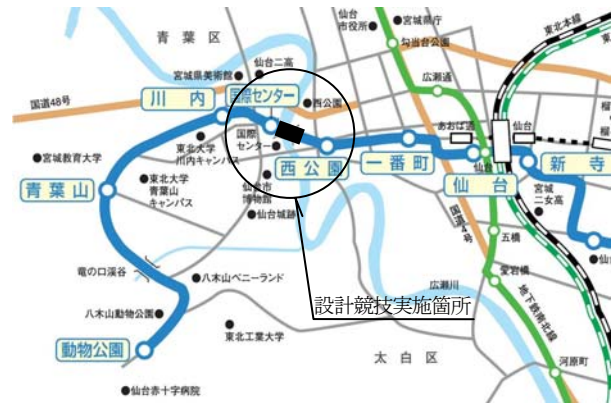 仙台
市役所
宮城県庁
東北本線
青葉区
勾当台公園
仙台二高
宮城県美術館
国道48号
川内
国際センター
西公園
広瀬通
あおば通
仙台
国際
センター
東北大学
川内キャンパス
宮城教育大学
東北大学
青葉山
キャンパス
青葉山
仙台市
博物館
仙台城跡
西公園
一番町
仙台
仙台
新寺
宮城
二女高
国道4号
五橋
愛宕橋
竜の口渓谷
八木山ベニーランド
広瀬川
地下鉄南北線
設計競技実施箇所
八木山動物公園
東北工業大学
動物公園
太白区
河原町
仙台赤十字病院